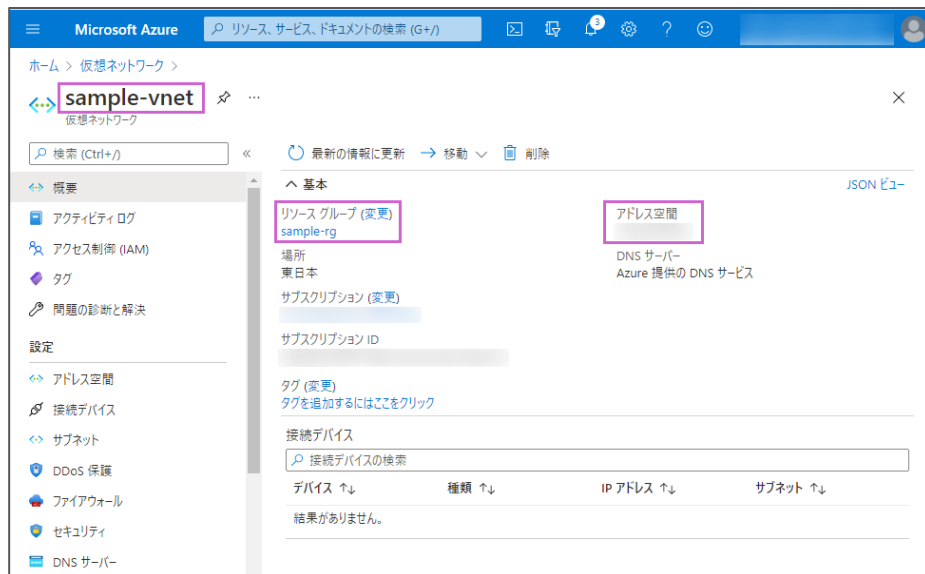 Microsoft Azure
リソース、サービス、ドキュメントの検索 (G+/)
3
ホーム > 仮想ネットワーク >
sample-vnet
仮想ネットワーク
検索 (Ctrl+/)
最新の情報に更新 移動 削除
概要
アクティビティ ログ
アクセス制御 (IAM)
タグ
問題の診断と解決
設定
アドレス空間
接続デバイス
サブネット
DDoS 保護
ファイアウォール
セキュリティ
DNS サーバー
基本
JSON ビュー
リソース グループ (変更)
sample-rg
場所
東日本
サブスクリプション (変更)
サブスクリプション ID
アドレス空間
DNS サーバー
Azure 提供の DNS サービス
タグ (変更)
タグを追加するにはここをクリック
接続デバイス
接続デバイスの検索
デバイス ↑↓ 種類 ↑↓ IP アドレス ↑↓ サブネット ↑↓
結果がありません。